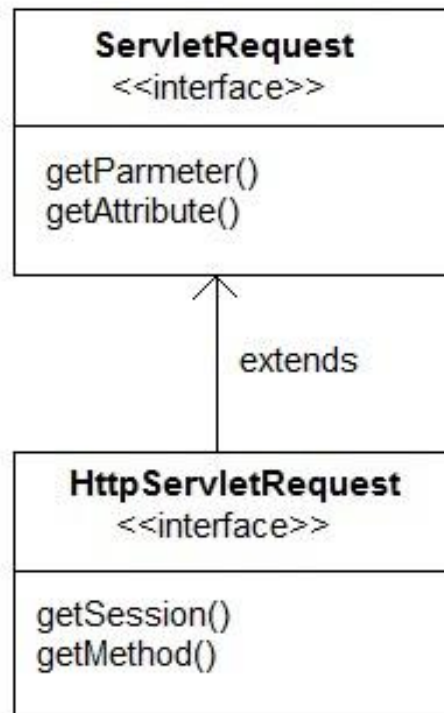 ServletRequest
<<interface>>
getParmeter()
getAttribute()
extends
HttpServletRequest
<<interface>>
getSession()
getMethod()